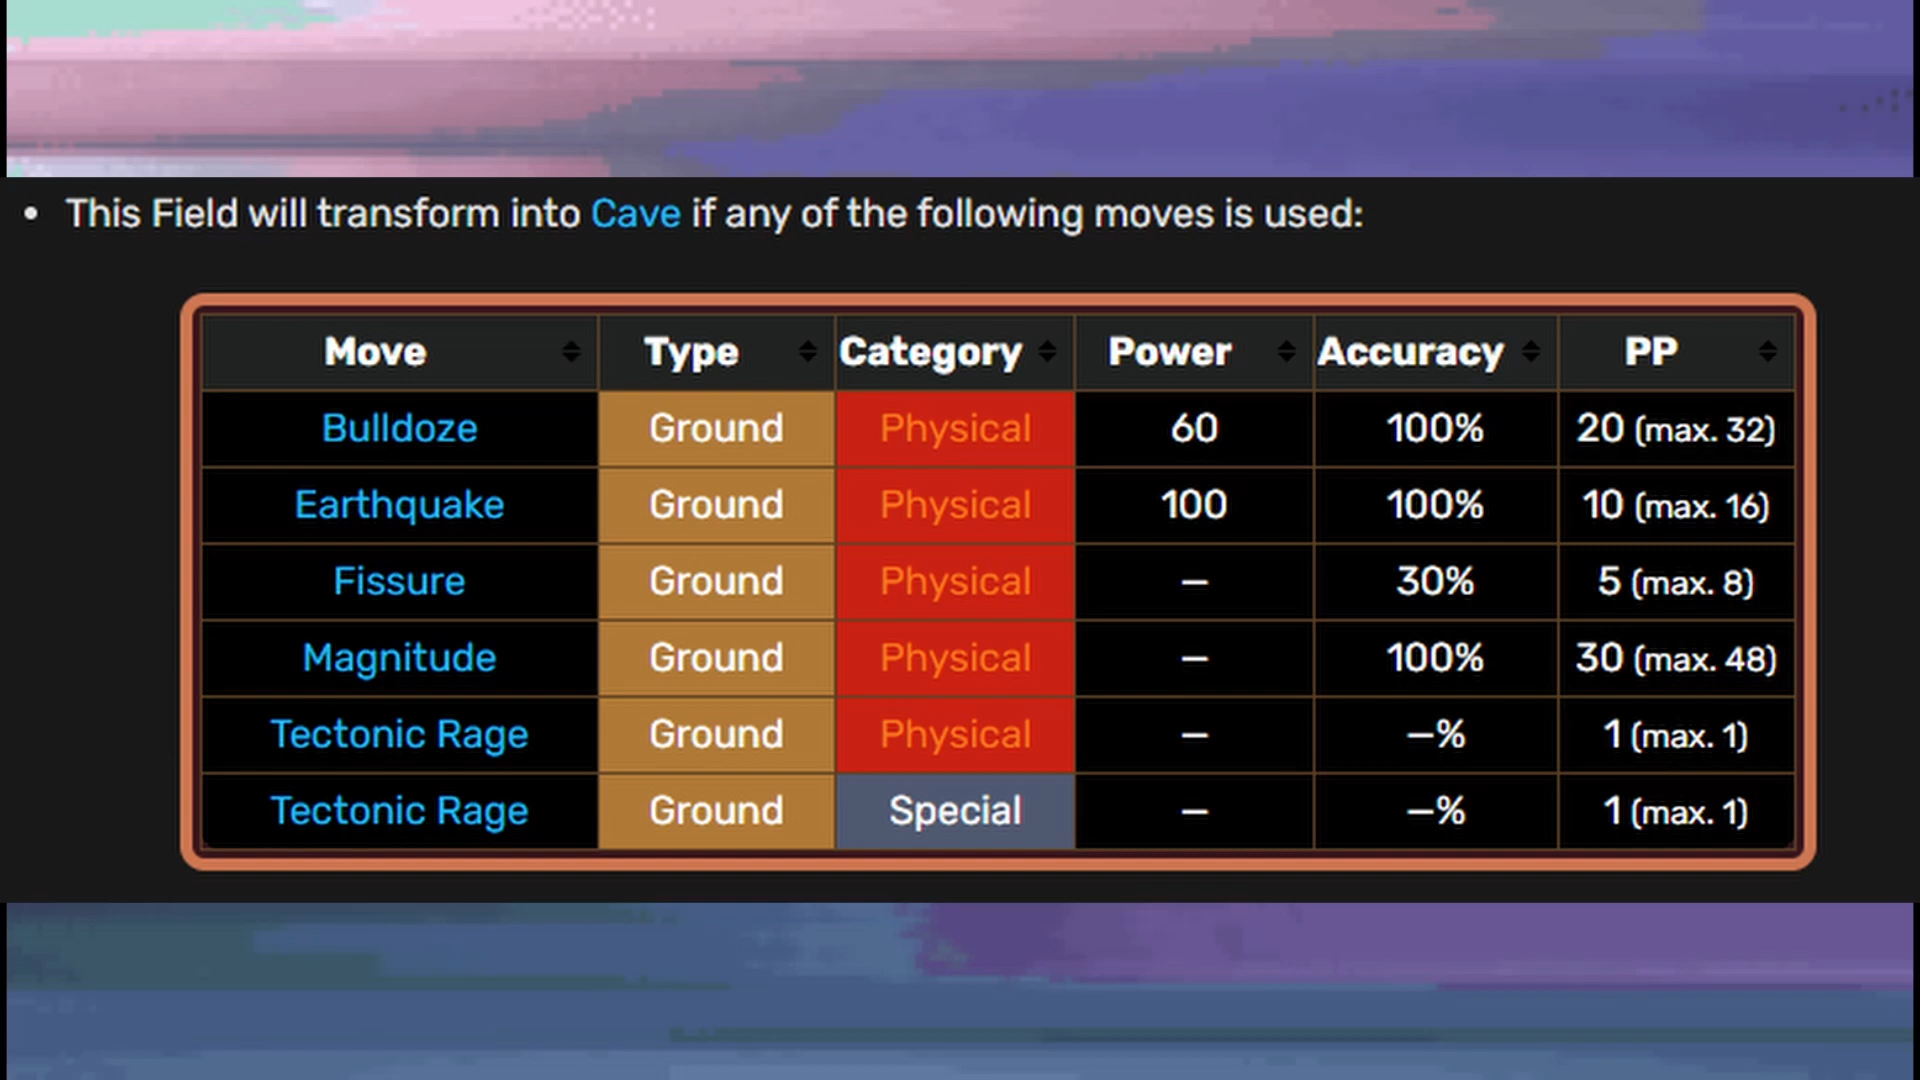 • This Field will transform into Cave if any of the following moves is used:
Move Type Category Power Accuracy PP
Bulldoze Ground Physical 60 100% 20 (max. 32)
Earthquake Ground Physical 100 100% 10 (max. 16)
Fissure Ground Physical — 30% 5 (max. 8)
Magnitude Ground Physical — 100% 30 (max. 48)
Tectonic Rage Ground Physical — —% 1 (max. 1)
Tectonic Rage Ground Special — —% 1 (max. 1)